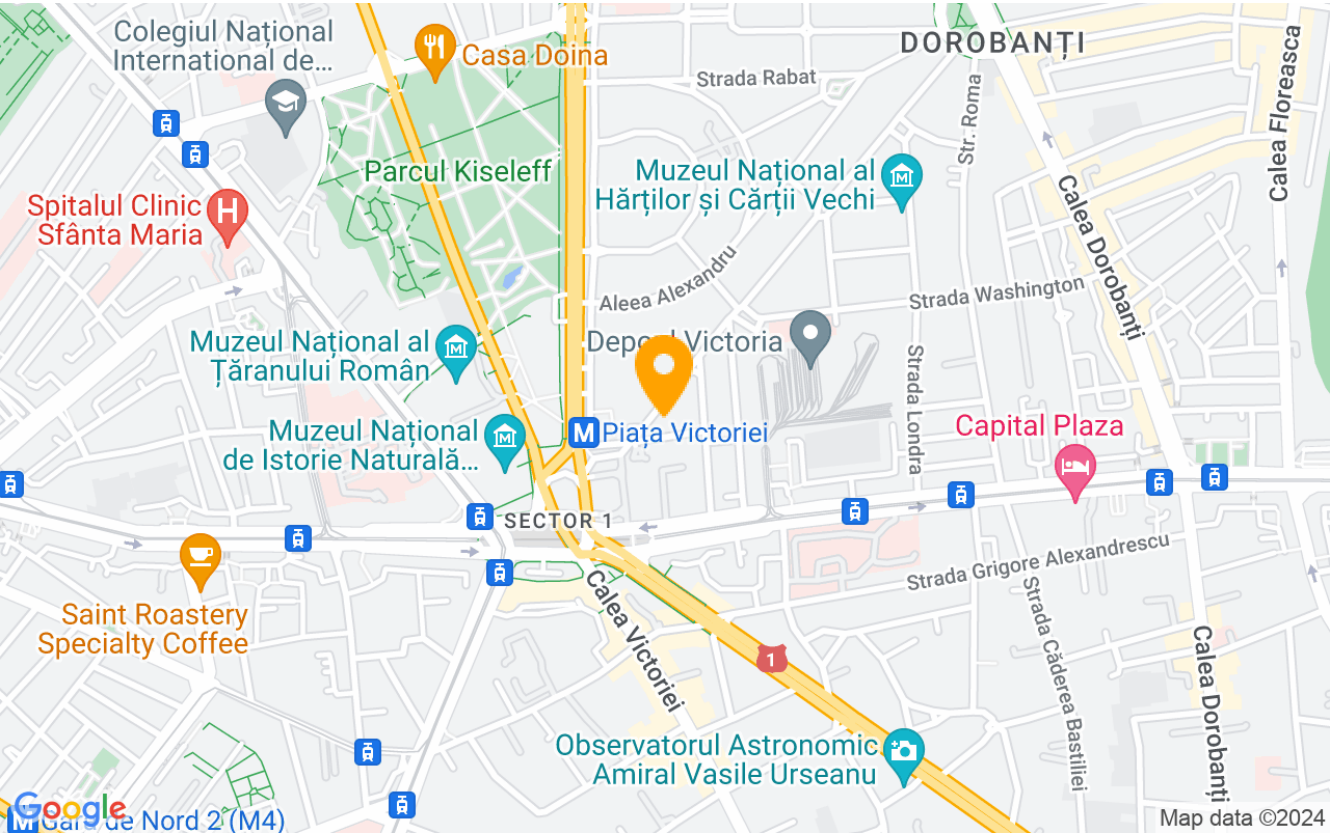 Colegiul Național
International de...
Casa Doina
DOROBANȚI
Strada Rabat
Calea Floreasca
Str. Roma
Parcul Kiseleff
Muzeul Național al
Hărților și Cărții Vechi
Spitalul Clinic
Sfânta Maria
H
Calea Dorobanți
Aleea Alexandru
Strada Washington
Muzeul Național al
Țăranului Român
M
Victoria
Strada Londra
Muzeul Național
de Istorie Naturală...
M
M Piața Victoriei
Capital Plaza
SECTOR 1
Strada Grigore Alexandrescu
Saint Roastery
Specialty Coffee
Calea Victoriei
Strada Căderea Bastiliei
1
Calea Dorobanți
Observatorul Astronomic
Amiral Vasile Urseanu
Google
M Gara de Nord 2 (M4)
Map data ©2024